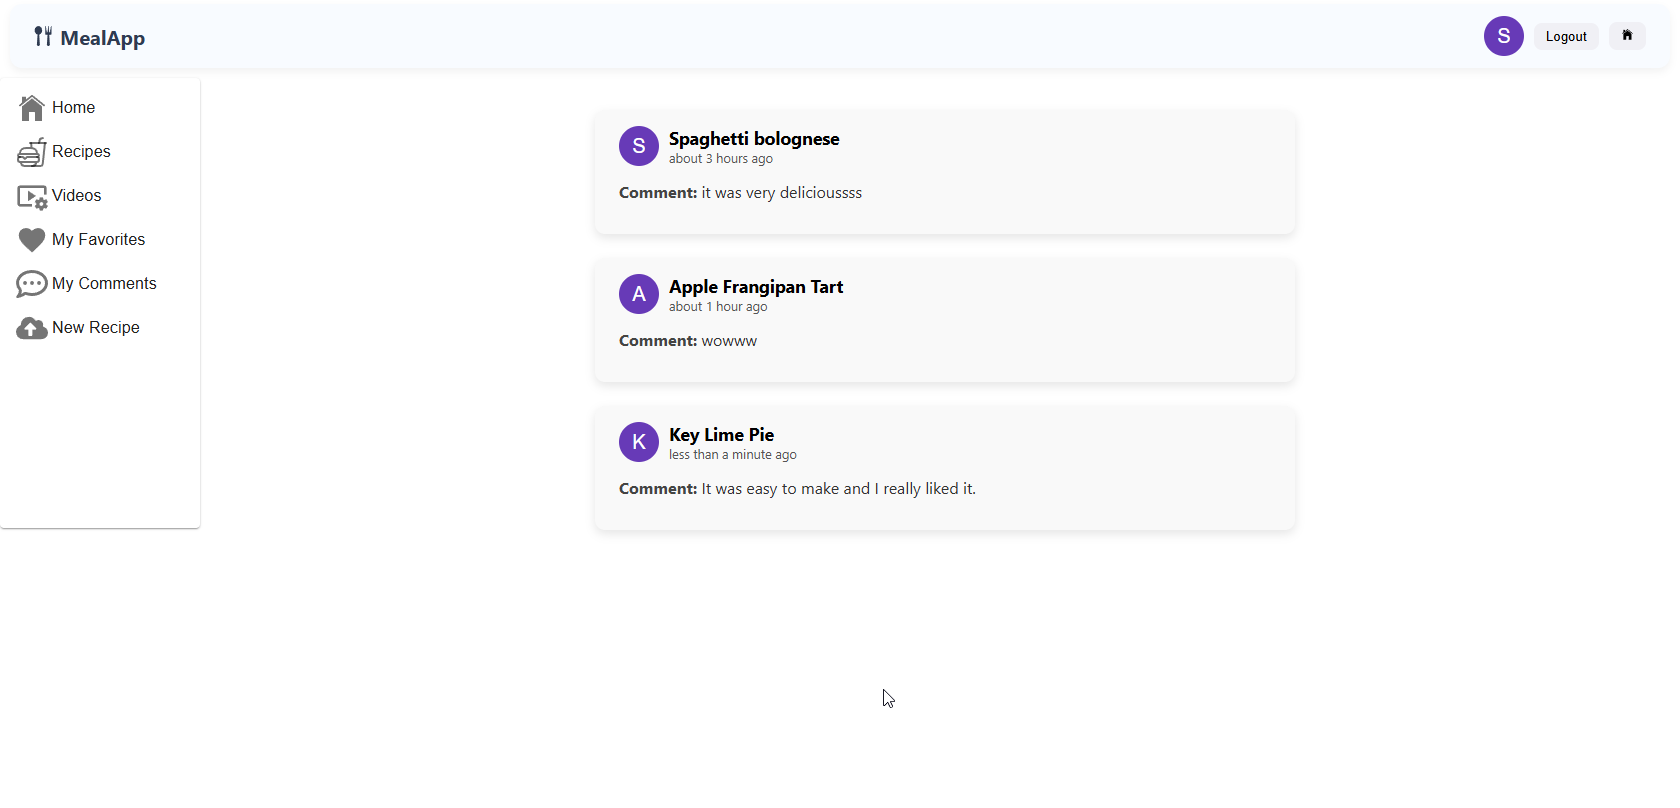 MealApp
S
Logout
Home
Recipes
Videos
My Favorites
My Comments
New Recipe
S
Spaghetti bolognese
about 3 hours ago
Comment: it was very delicioussss
A
Apple Frangipan Tart
about 1 hour ago
Comment: wowww
K
Key Lime Pie
less than a minute ago
Comment: It was easy to make and I really liked it.